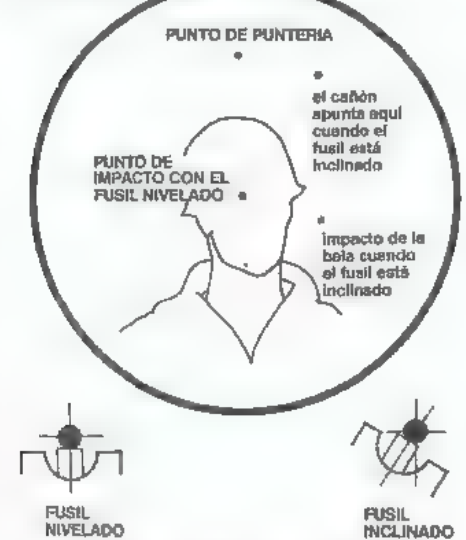 PUNTO DE PUNTERIA
el cañón
apunta aquí
cuando el
fusil está
inclinado
PUNTO DE
IMPACTO CON EL
FUSIL NIVELADO
impacto de la
bala cuando
el fusil está
inclinado
FUSIL
NIVELADO
FUSIL
INCLINADO